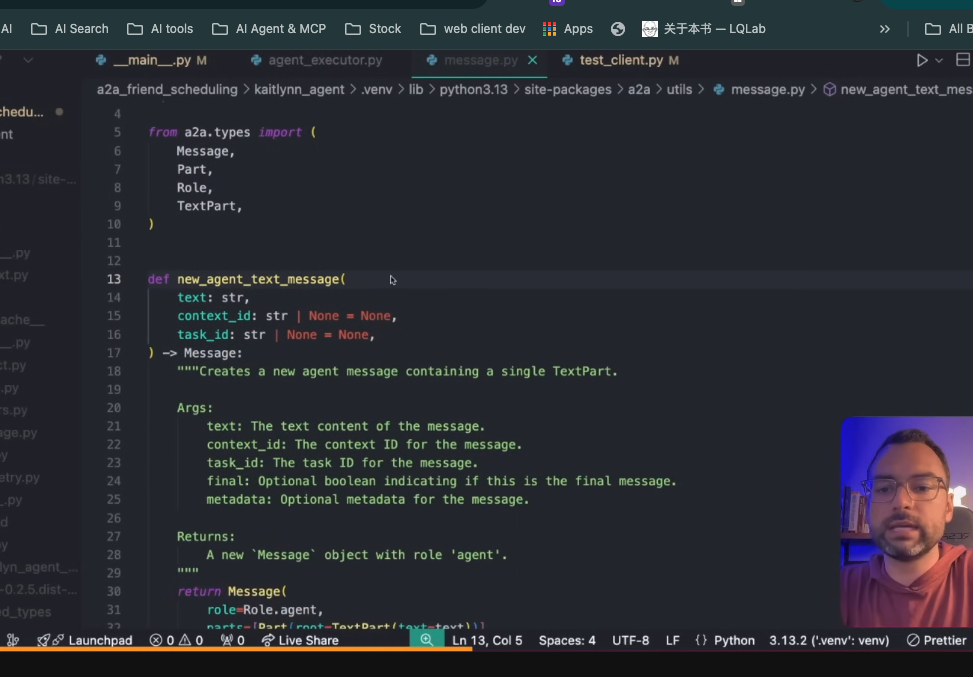 AI AI Search AI tools AI Agent & MCP Stock web client dev Apps 关于本书 — LQLab » All B
__main__.py M agent_executor.py message.py × test_client.py M
a2a_friend_scheduling > kaitlynn_agent > .venv > lib > python3.13 > site-packages > a2a > utils > message.py > new_agent_text_mes
chedu...
ent
n3.13/site-...
__.py
xt.py
ache__
__.py
ct.py
.py
rs.py
age.py
y
etry.py
_.py
d
y
lyn_agent_...
-0.2.5.dist-...
ed_types
4
5 from a2a.types import (
6 Message,
7 Part,
8 Role,
9 TextPart,
10 )
11
12
13 def new_agent_text_message(
14 text: str,
15 context_id: str | None = None,
16 task_id: str | None = None,
17 ) -> Message:
18 """Creates a new agent message containing a single TextPart.
19
20 Args:
21 text: The text content of the message.
22 context_id: The context ID for the message.
23 task_id: The task ID for the message.
24 final: Optional boolean indicating if this is the final message.
25 metadata: Optional metadata for the message.
26
27 Returns:
28 A new `Message` object with role 'agent'.
29 """
30 return Message(
31 role=Role.agent,
32 parts=[Part(root=TextPart(text=text))]
Launchpad 0 0 0 Live Share Ln 13, Col 5 Spaces: 4 UTF-8 LF {} Python 3.13.2 ('.venv': venv) Prettier